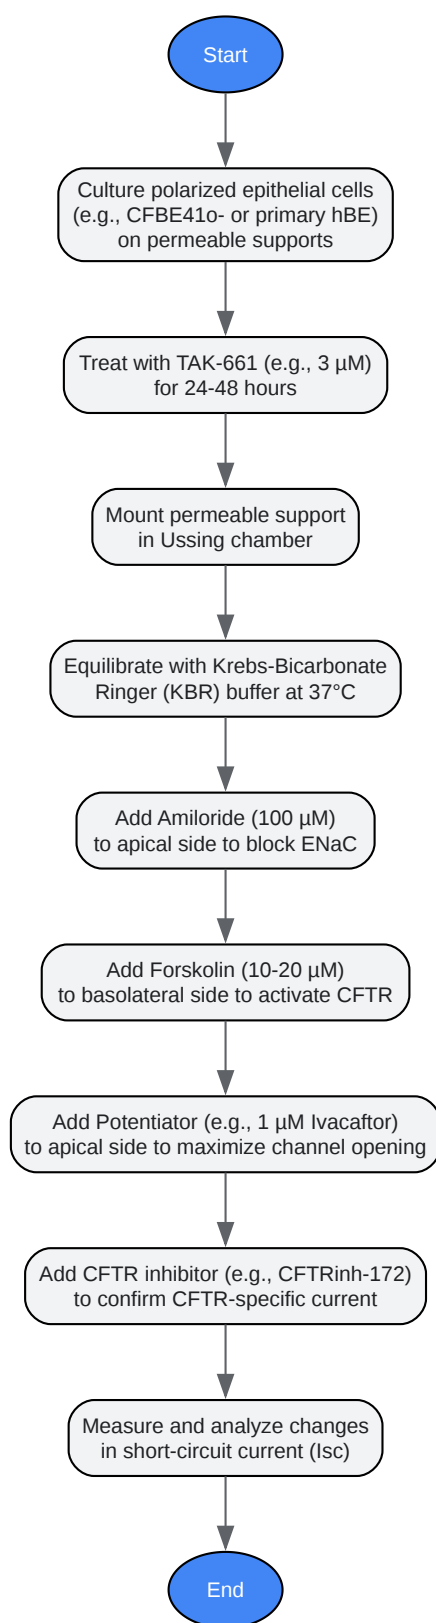 Start
Culture polarized epithelial cells
(e.g., CFBE41o- or primary hBE)
on permeable supports
Treat with TAK-661 (e.g., 3 µM)
for 24-48 hours
Mount permeable support
in Ussing chamber
Equilibrate with Krebs-Bicarbonate
Ringer (KBR) buffer at 37°C
Add Amiloride (100 µM)
to apical side to block ENaC
Add Forskolin (10-20 µM)
to basolateral side to activate CFTR
Add Potentiator (e.g., 1 µM Ivacaftor)
to apical side to maximize channel opening
Add CFTR inhibitor (e.g., CFTRinh-172)
to confirm CFTR-specific current
Measure and analyze changes
in short-circuit current (Isc)
End